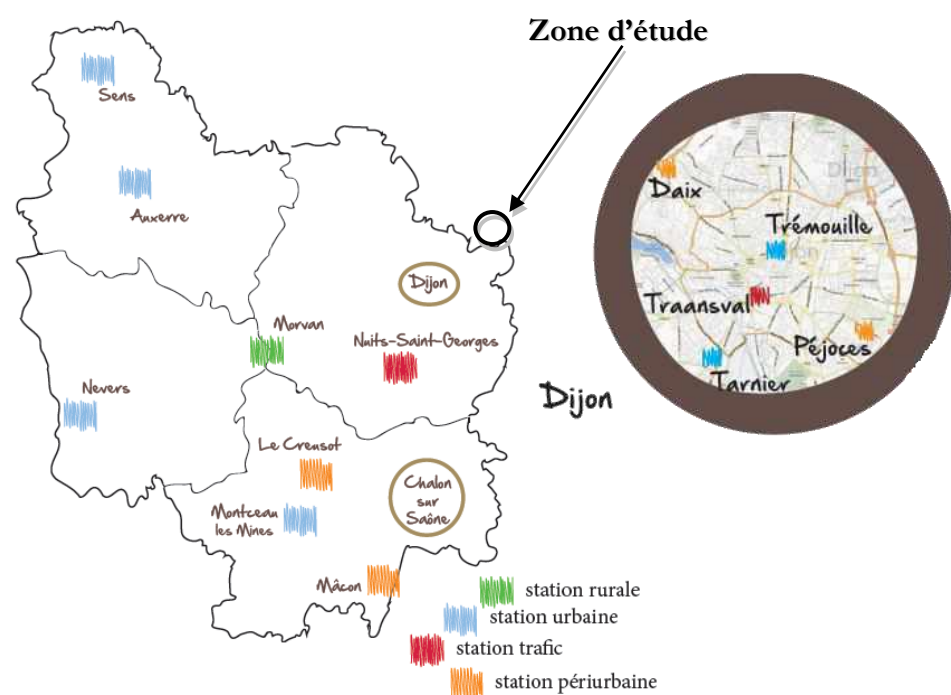 Zone d'étude
Sens
Auxerre
Dijon
Morvan
Nuits-Saint-Georges
Nevers
Le Creusot
Chalon
sur
Saône
Montceau
les Mines
Mâcon
Daix
Trémouille
Traansval
Péjoces
Tarnier
Dijon
station rurale
station urbaine
station trafic
station périurbaine